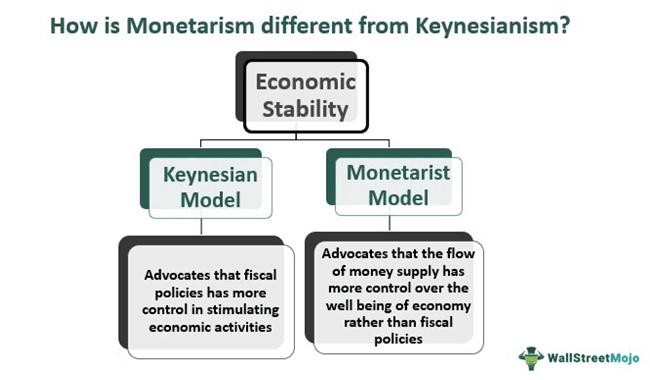 How is Monetarism different from Keynesianism?
Economic
Stability
Keynesian
Model
Monetarist
Model
Advocates that fiscal
policies has more
control in stimulating
economic activities
Advocates that the flow
of money supply has
more control over the
well being of economy
rather than fiscal
policies
WallStreetMojo